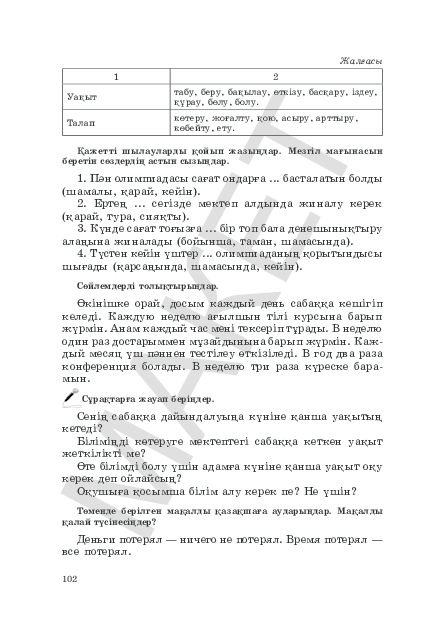 Жалғасы
1 2
Уақыт табу, беру, бақылау, өткізу, басқару, іздеу,
құрау, бөлу, болу.
Талап көтеру, жоғалту, қою, асыру, арттыру,
көбейту, ету.
Қажетті шылауларды қойып жазыңдар. Мезгіл мағынасын
беретін сөздердің астын сызыңдар.
1. Пән олимпиадасы сағат ондарға ... басталатын болды
(шамалы, қарай, кейін).
2. Ертең ... сегізде мектеп алдында жиналу керек
(қарай, тура, сияқты).
3. Күнде сағат тоғызға ... бір топ бала денешынықтыру
алаңына жиналады (бойынша, таман, шамасында).
4. Түстен кейін үштер ... олимпиаданың қорытындысы
шығады (қарсаңында, шамасында, кейін).
Сөйлемдерді толықтырыңдар.
Өкінішке орай, досым каждый день сабаққа кешігіп
келеді. Каждую неделю ағылшын тілі курсына барып
жүрмін. Анам каждый час мені тексеріп тұрады. В неделю
один раз достарыммен мұзайдынына барып жүрмін. Каж-
дый месяц үш пәннен тестілеу өткізіледі. В год два раза
конференция болады. В неделю три раза күреске бара-
мын.
Сұрақтарға жауап беріңдер.
Сенің сабаққа дайындалуыңа күніне қанша уақытың
кетеді?
Біліміңді көтеруге мектептегі сабаққа кеткен уақыт
жеткілікті ме?
Өте білімді болу үшін адамға күніне қанша уақыт оқу
керек деп ойлайсың?
Оқушыға қосымша білім алу керек пе? Не үшін?
Төменде берілген мақалды қазақшаға аударыңдар. Мақалды
қалай түсінесіңдер?
Деньги потерял — ничего не потерял. Время потерял —
все потерял.
102
МАКЕТ